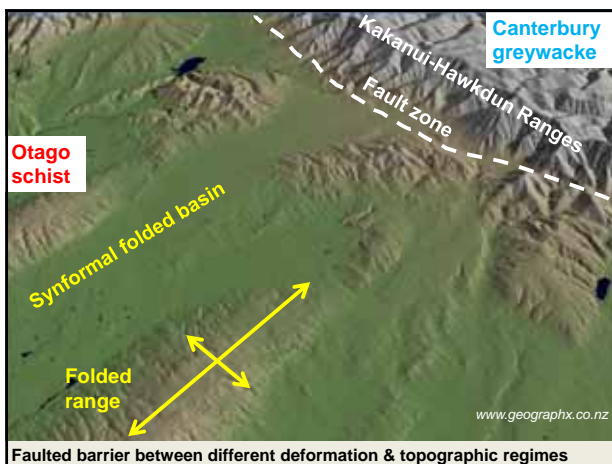 Canterbury
greywacke
Kakanui-Hawkdun Ranges
Fault zone
Otago
schist
Synformal folded basin
Folded
range
www.geographx.co.nz
Faulted barrier between different deformation & topographic regimes